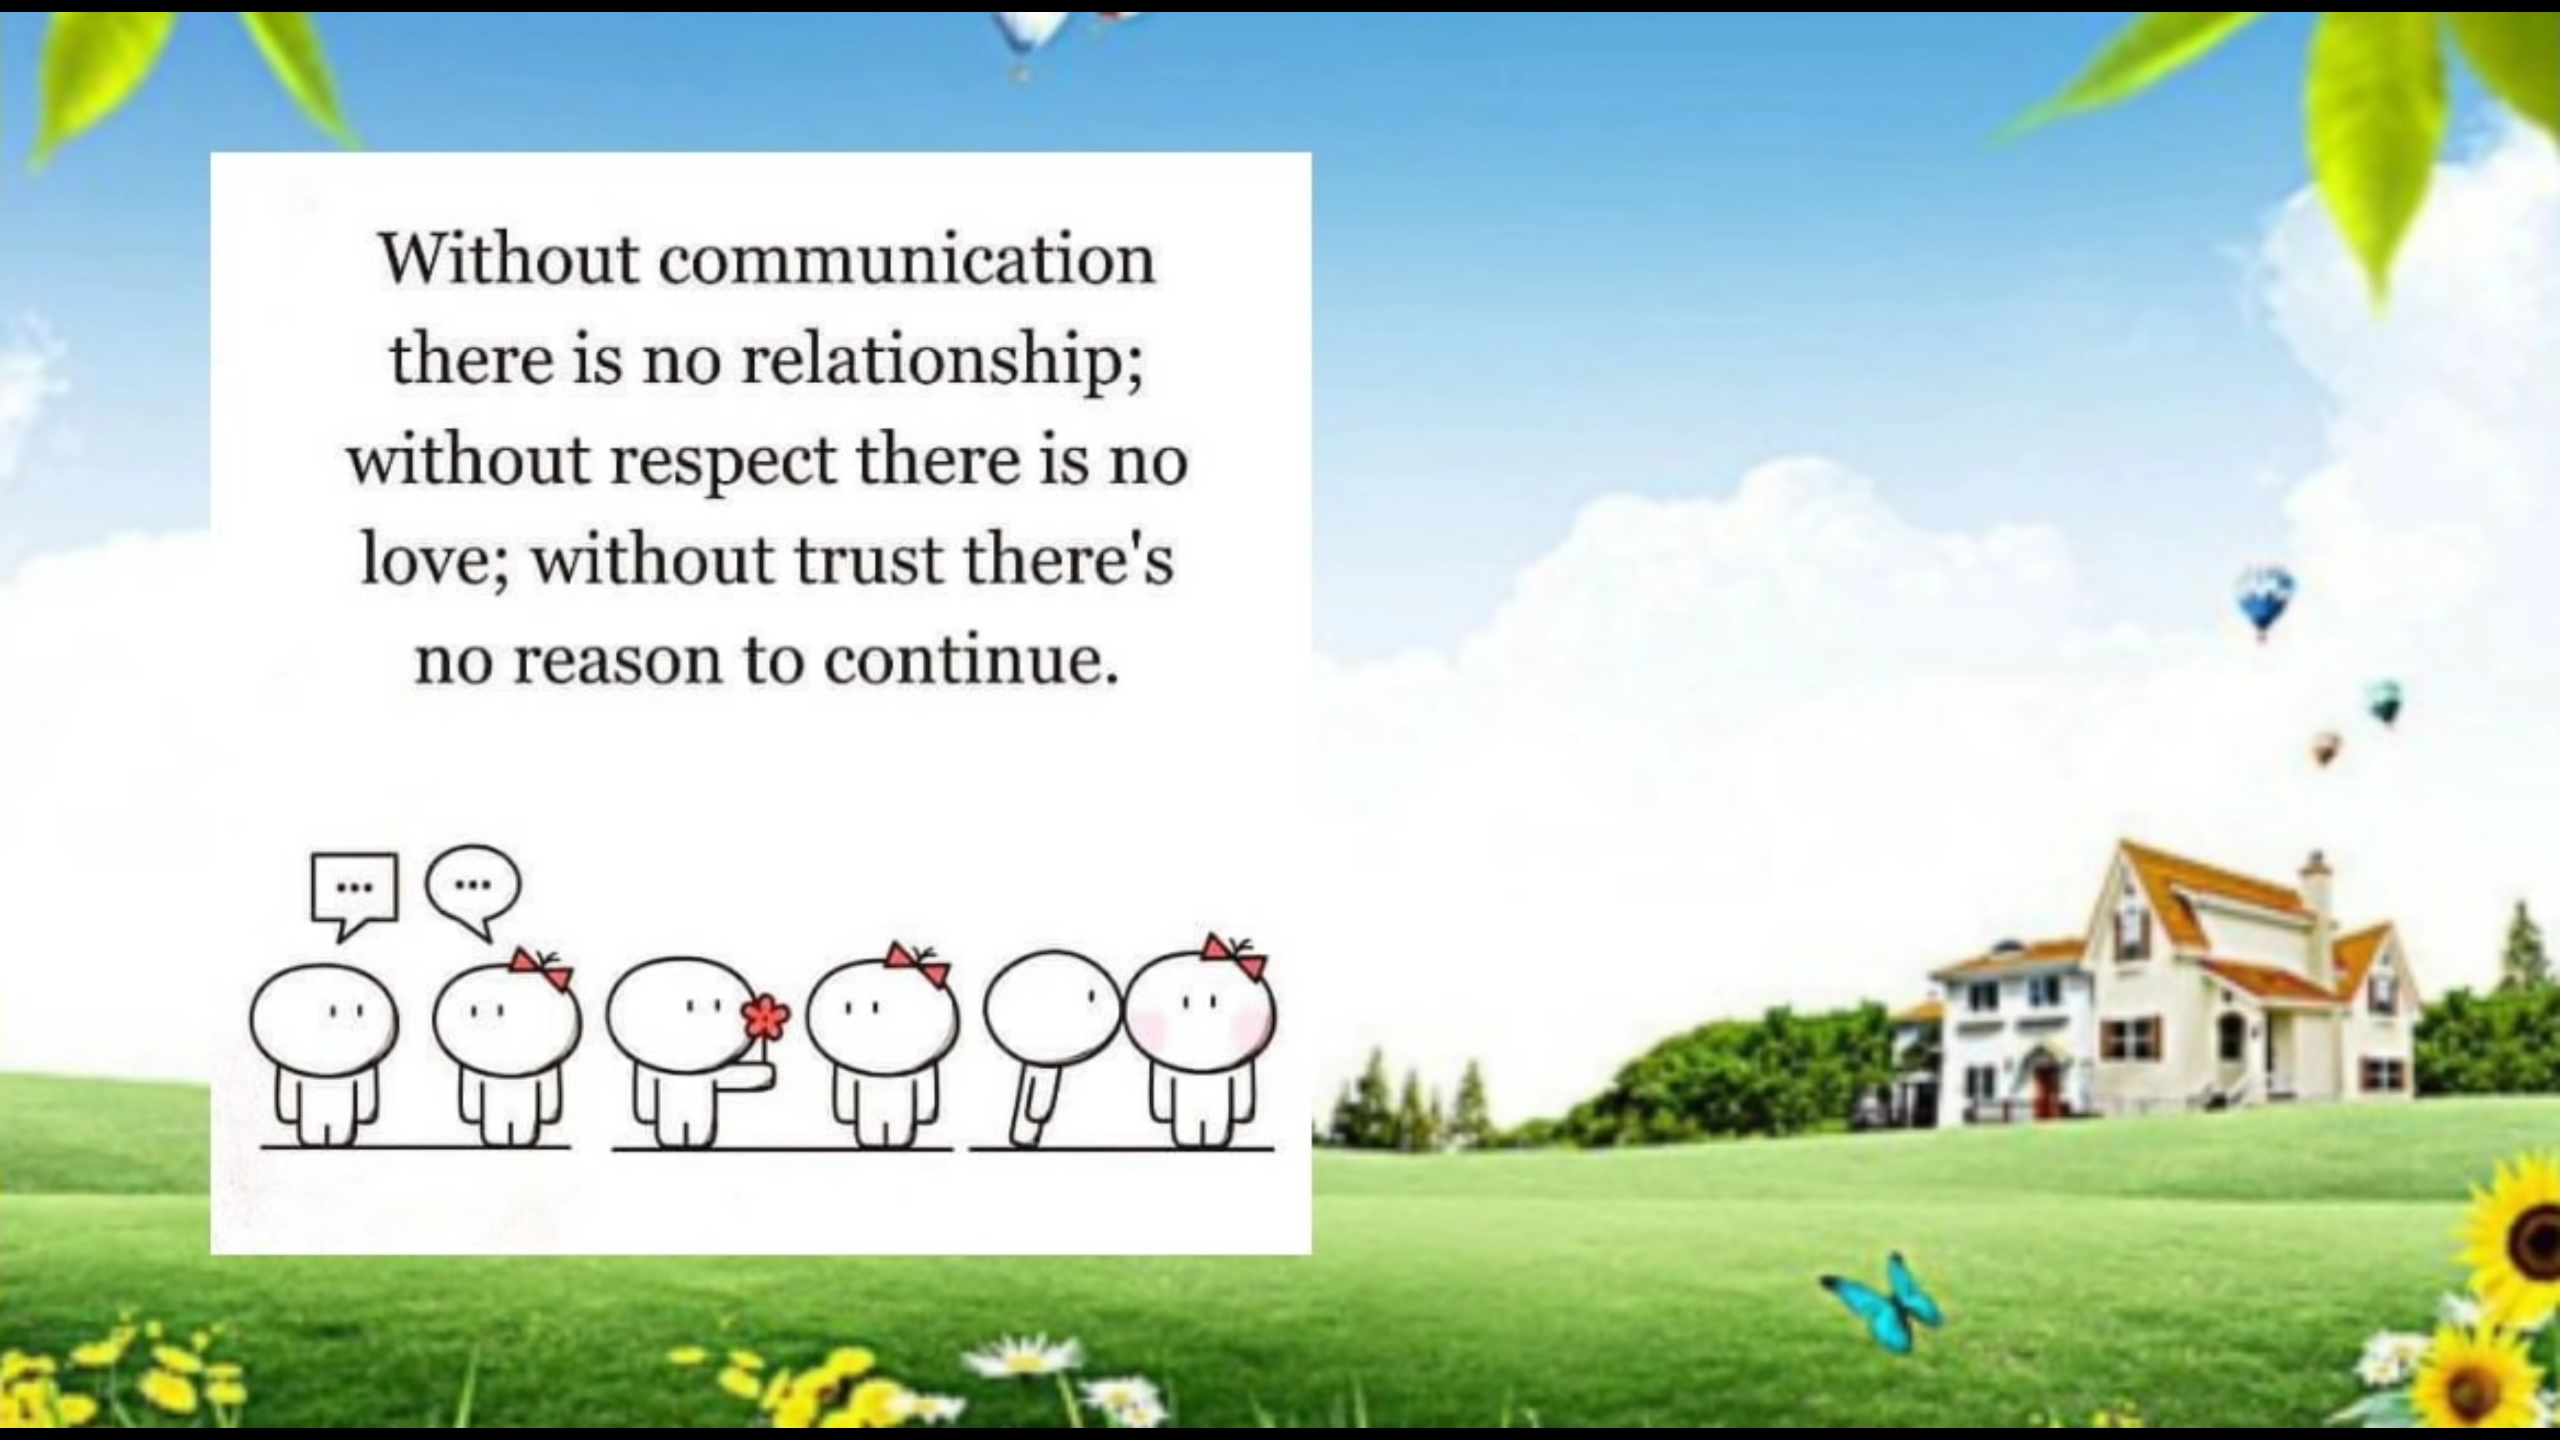 Without communication
there is no relationship;
without respect there is no
love; without trust there's
no reason to continue.